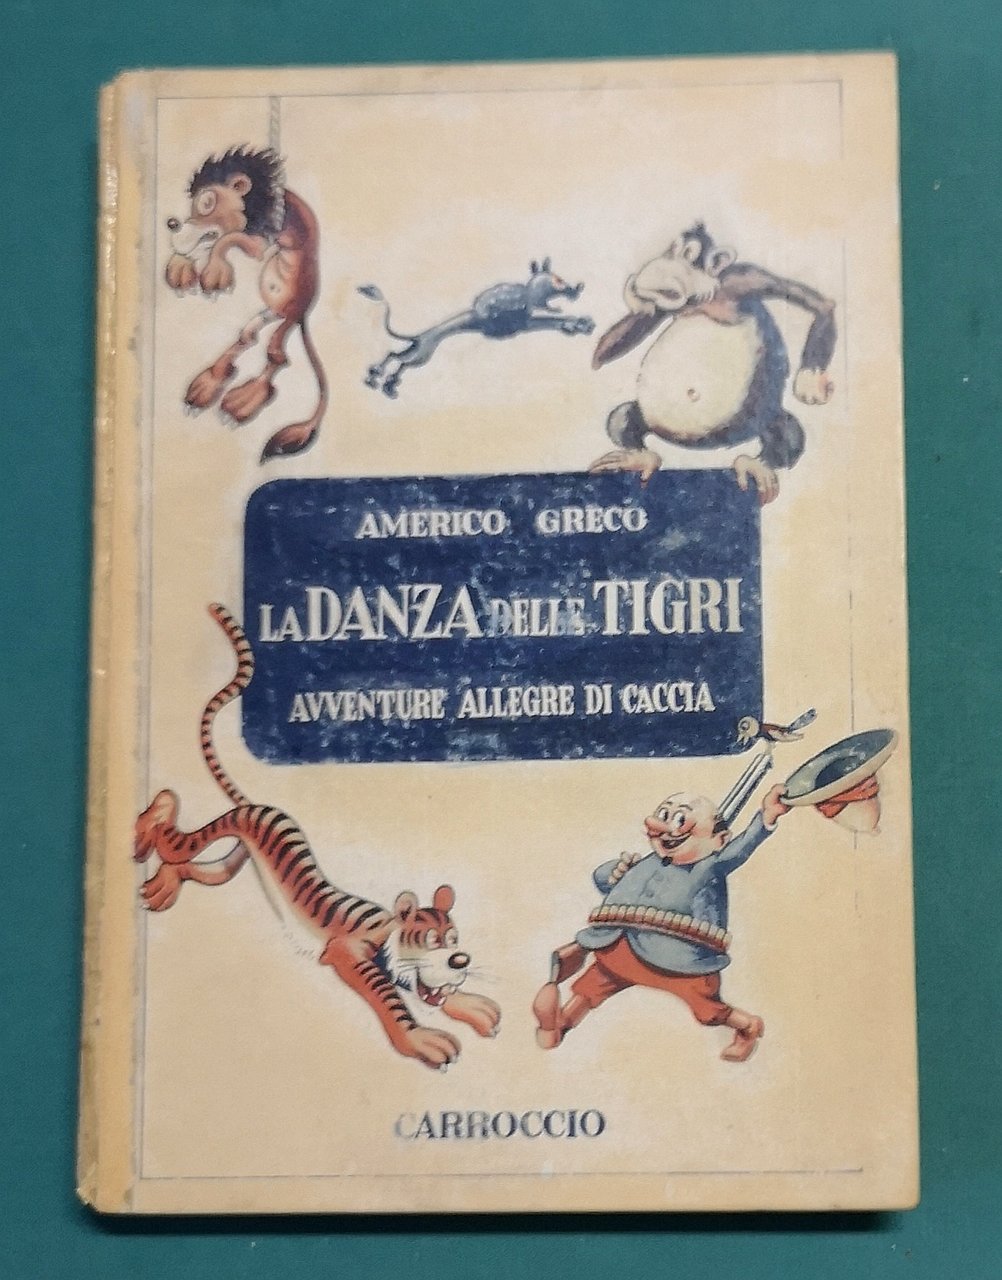 AMERICO GRECO
LA DANZA DELLE TIGRI
AVVENTURE ALLEGRE DI CACCIA
CARROCCIO